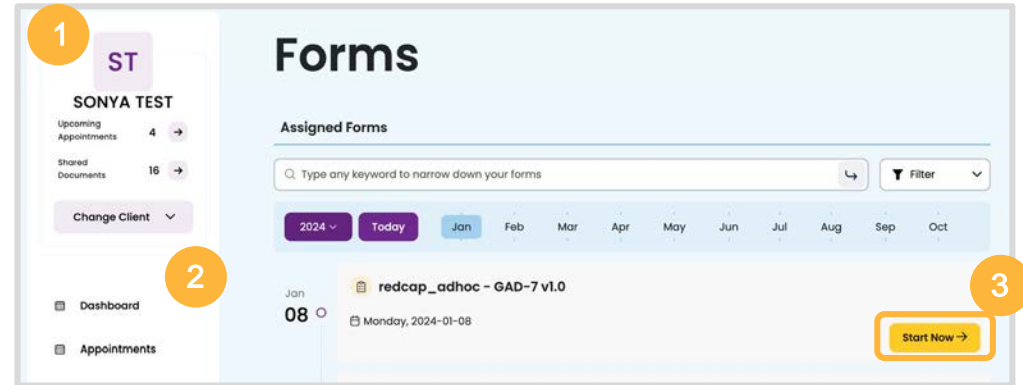 1
ST
SONYA TEST
Upcoming
Appointments 4
Shared
Documents 16
Change Client
2
Dashboard
Appointments
Forms
Assigned Forms
Type any keyword to narrow down your forms
Filter
2024 Today Jan Feb Mar Apr May Jun Jul Aug Sep Oct
Jan
08
redcap_adhoc - GAD-7 v1.0
Monday, 2024-01-08
3
Start Now